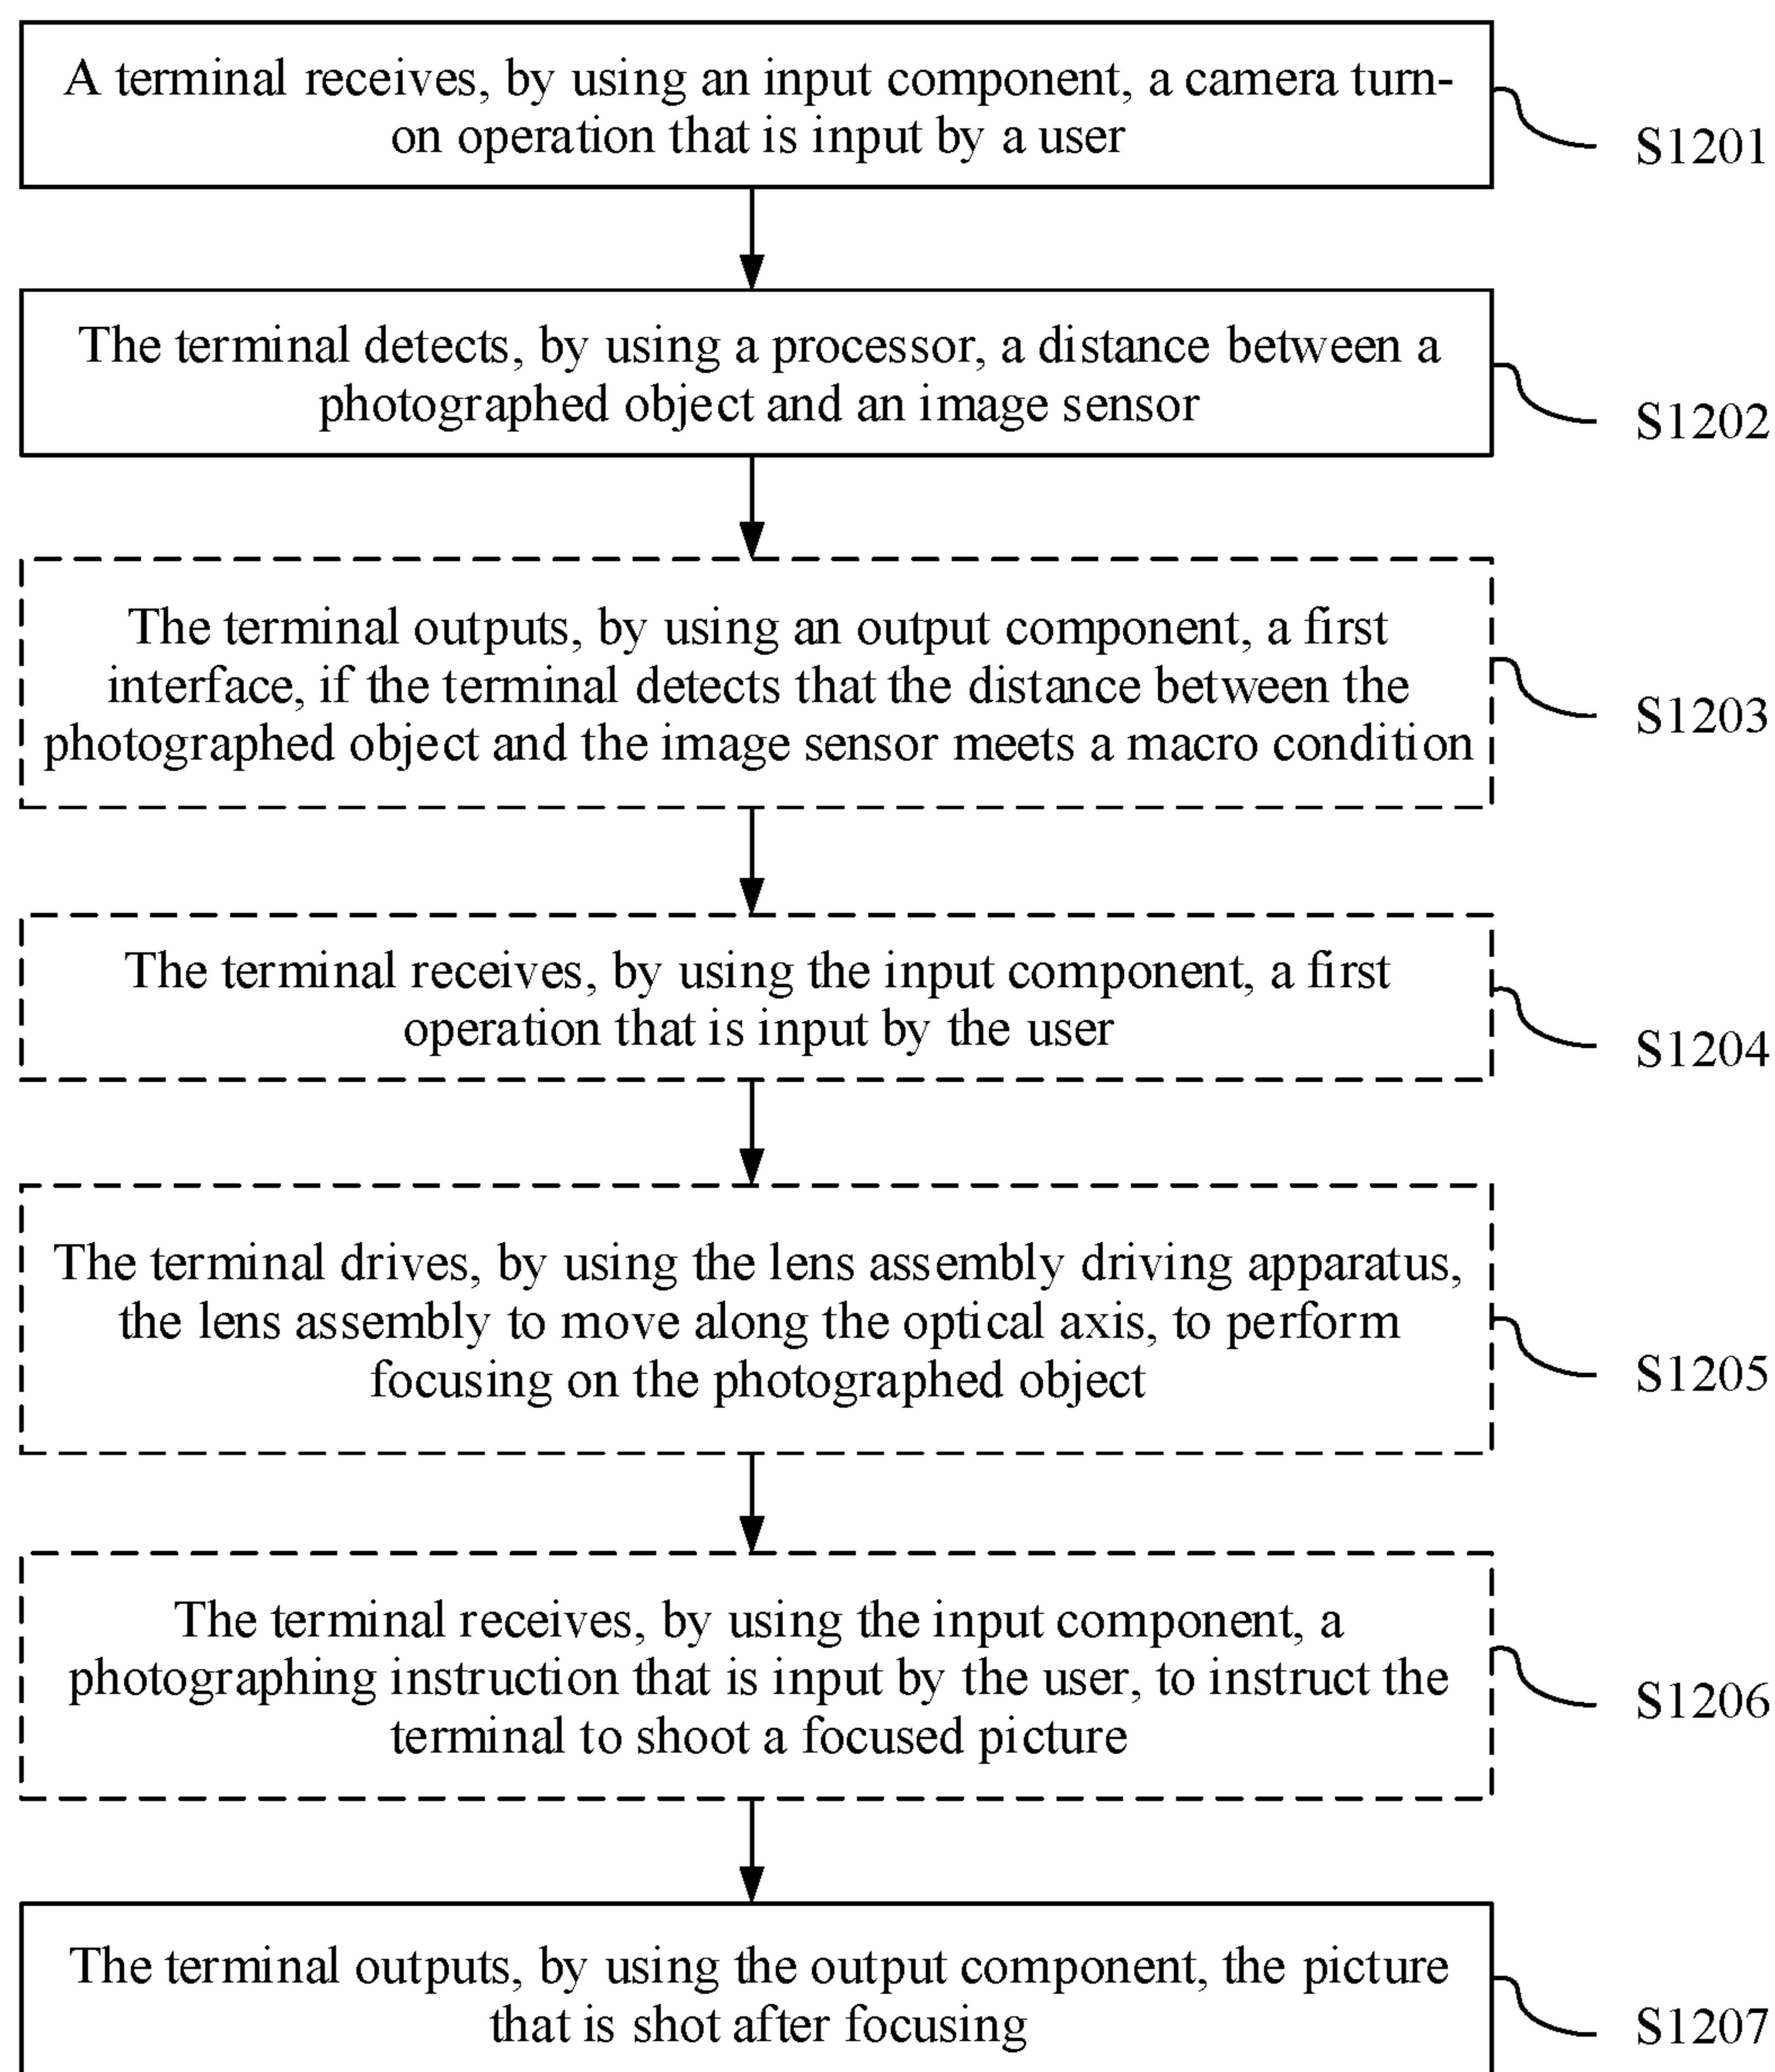 A terminal receives, by using an input component, a camera turn-
on operation that is input by a user
S1201
The terminal detects, by using a processor, a distance between a
photographed object and an image sensor
S1202
The terminal outputs, by using an output component, a first
interface, if the terminal detects that the distance between the
photographed object and the image sensor meets a macro condition
S1203
The terminal receives, by using the input component, a first
operation that is input by the user
S1204
The terminal drives, by using the lens assembly driving apparatus,
the lens assembly to move along the optical axis, to perform
focusing on the photographed object
S1205
The terminal receives, by using the input component, a
photographing instruction that is input by the user, to instruct the
terminal to shoot a focused picture
S1206
The terminal outputs, by using the output component, the picture
that is shot after focusing
S1207